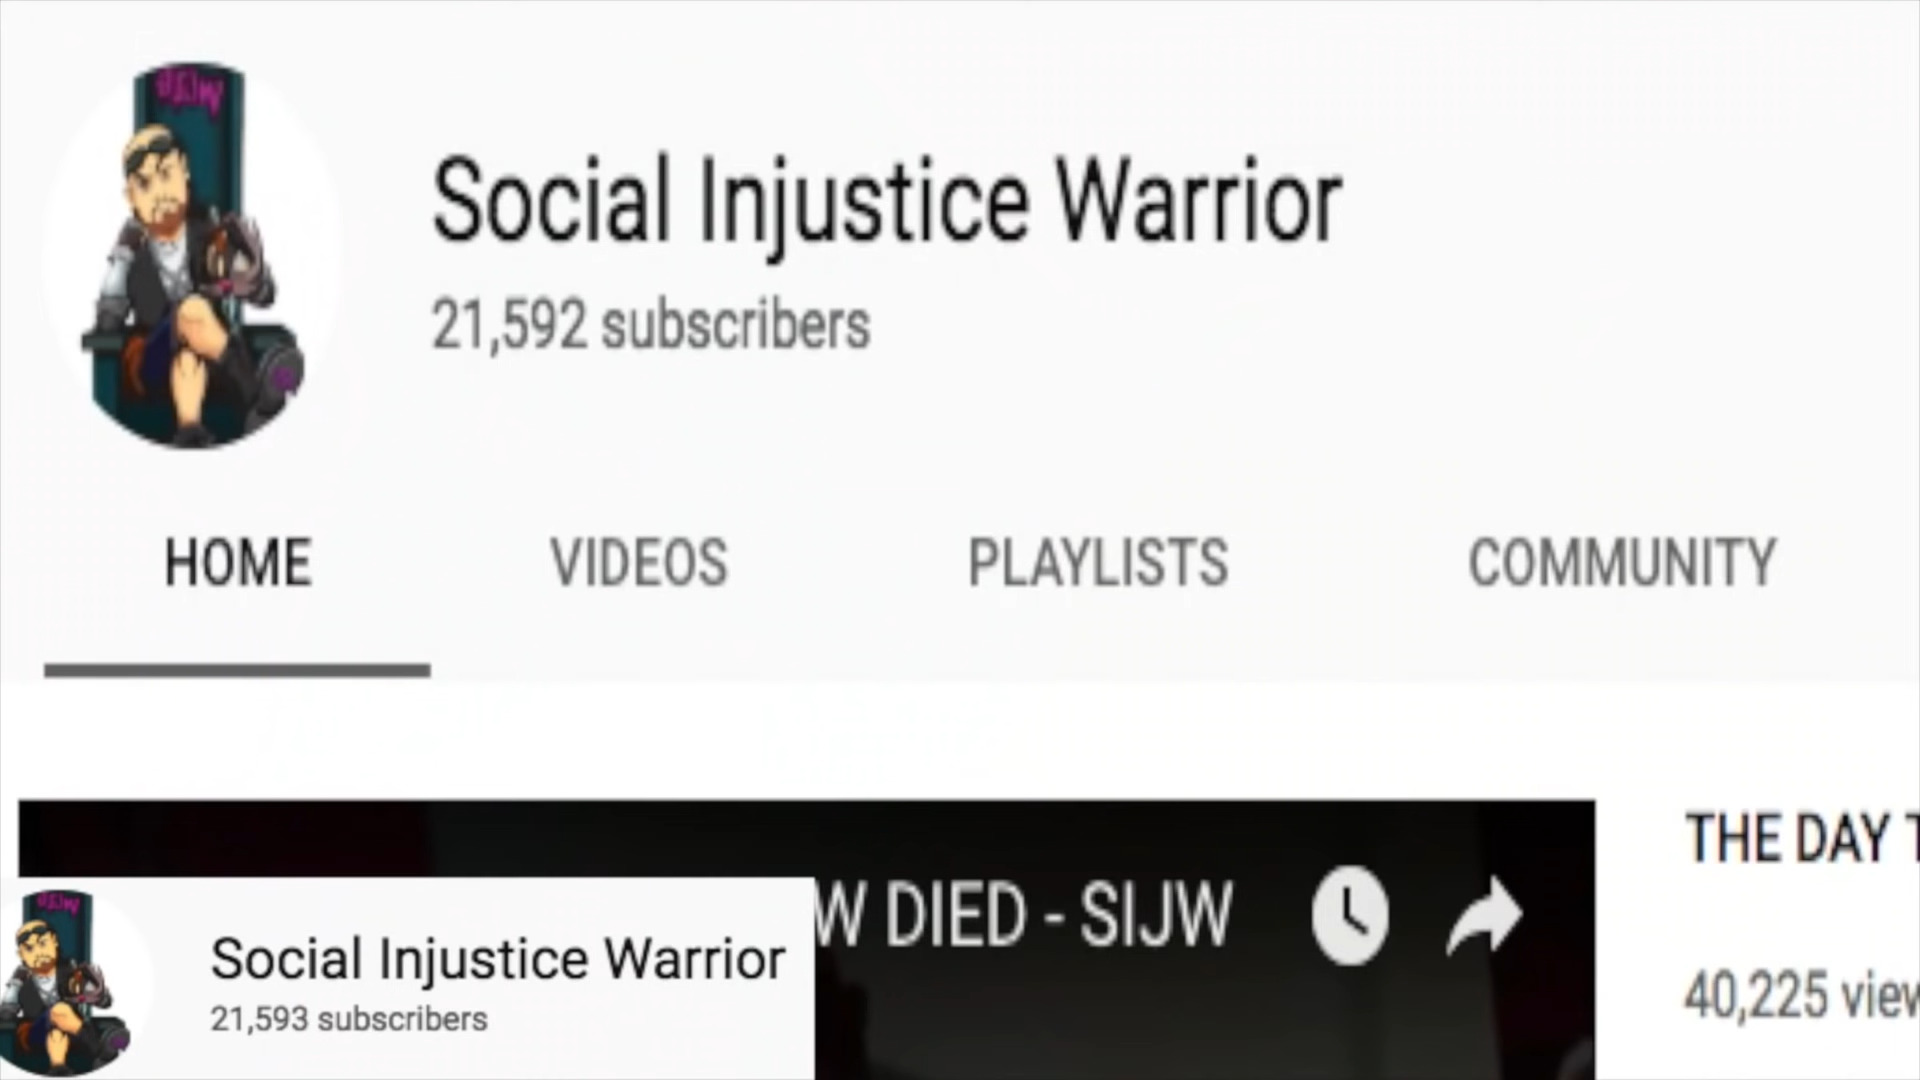 SIJW
Social Injustice Warrior
21,592 subscribers
HOME VIDEOS PLAYLISTS COMMUNITY
W DIED - SIJW
THE DAY
40,225
Social Injustice Warrior
21,593 subscribers